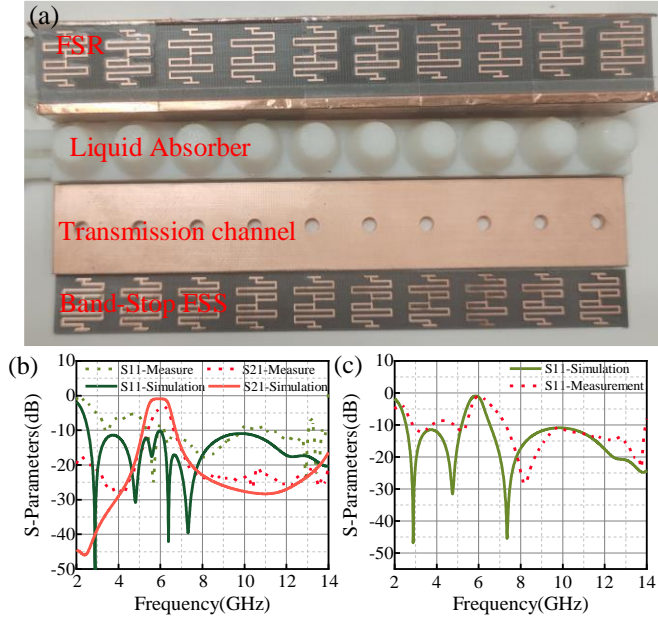 (a)
FSR
Liquid Absorber
Transmission channel
Band-Stop FSS
(b)
S11-Measure S21-Measure
S11-Simulation S21-Simulation
S-Parameters(dB)
10
0
-10
-20
-30
-40
-50
2 4 6 8 10 12 14
Frequency(GHz)
(c)
S11-Simulation
S11-Measurement
S-Parameters(dB)
10
0
-10
-20
-30
-40
-50
2 4 6 8 10 12 14
Frequency(GHz)